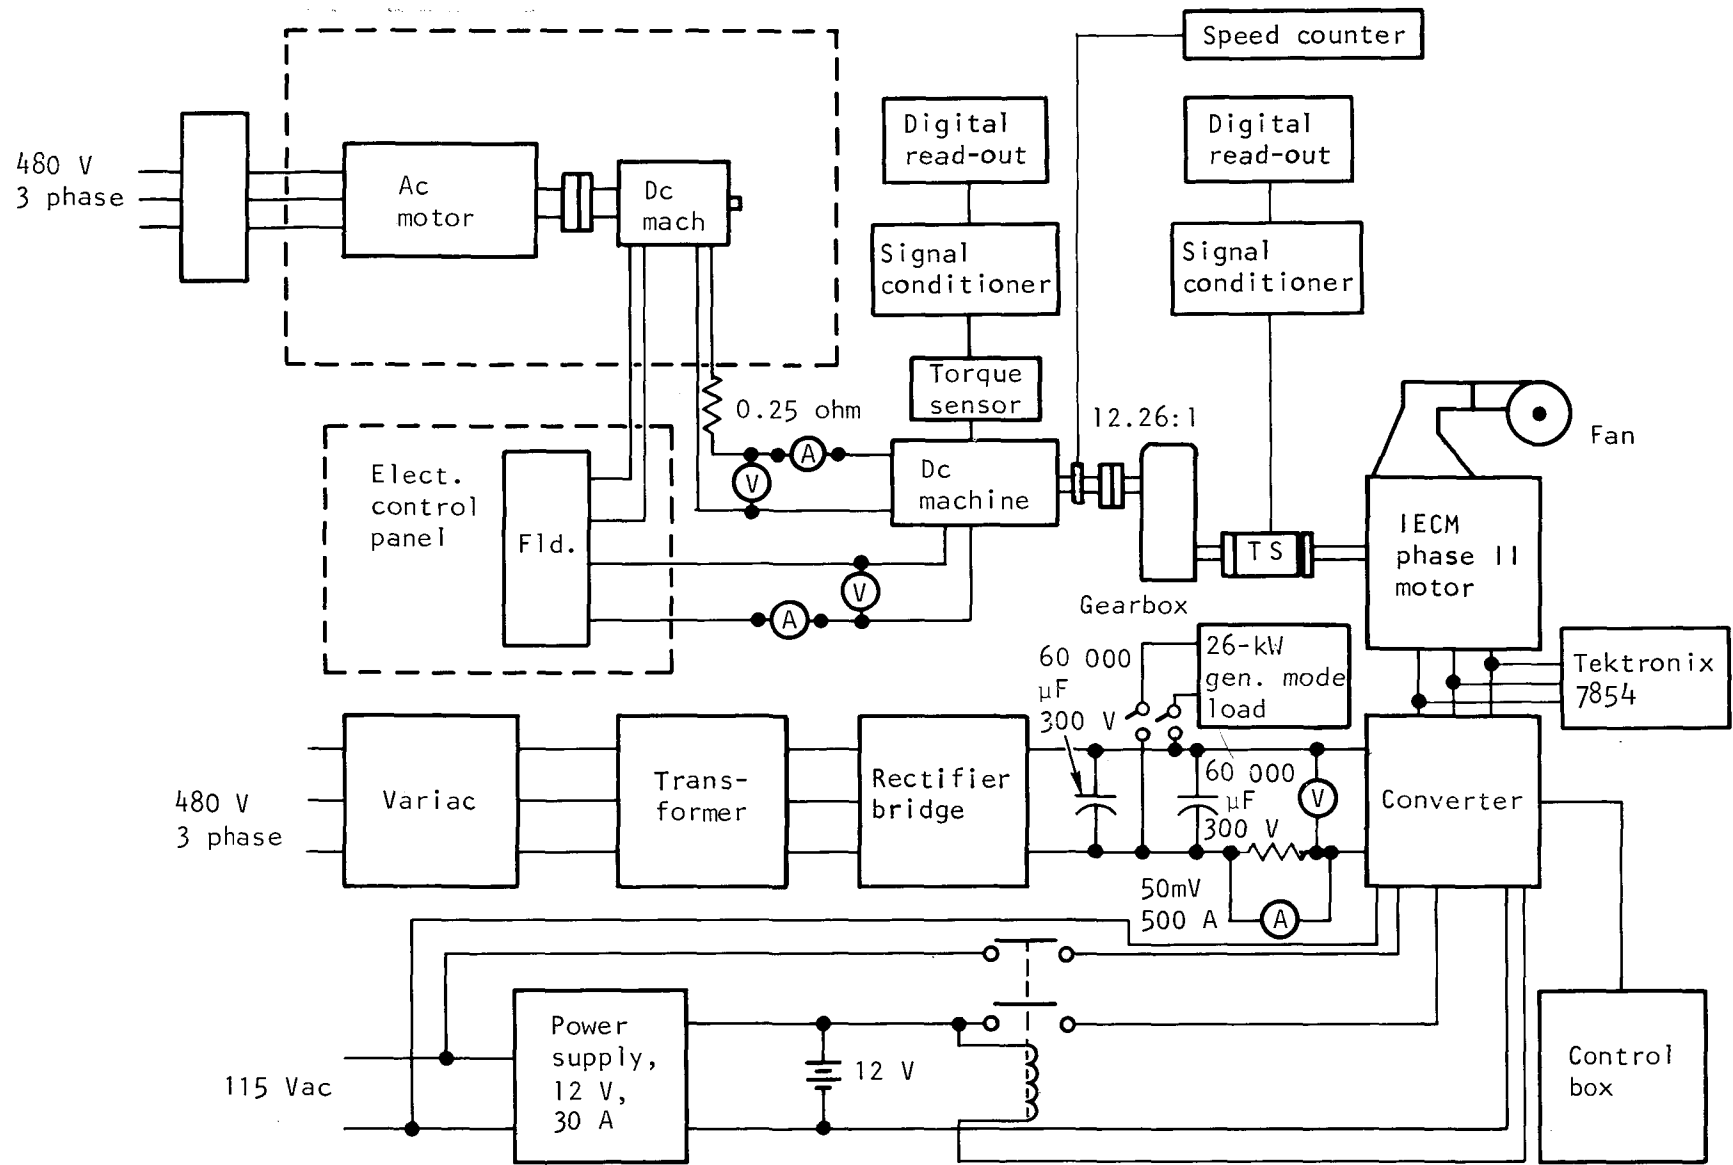 Speed counter
Digital
read-out
Digital
read-out
480 V
3 phase
Ac
motor
Dc
mach
Signal
conditioner
Signal
conditioner
Torque
sensor
0.25 ohm
12.26:1
Fan
Elect.
control
panel
Fld.
A
V
Dc
machine
TS
IECM
phase II
motor
V
A
Gearbox
60 000
µF
300 V
26-kW
gen. mode
load
Tektronix
7854
480 V
3 phase
Variac
Trans-
former
Rectifier
bridge
60 000
µF
300 V
V
Converter
50mV
500 A
A
Power
supply,
12 V,
30 A
12 V
115 Vac
Control
box